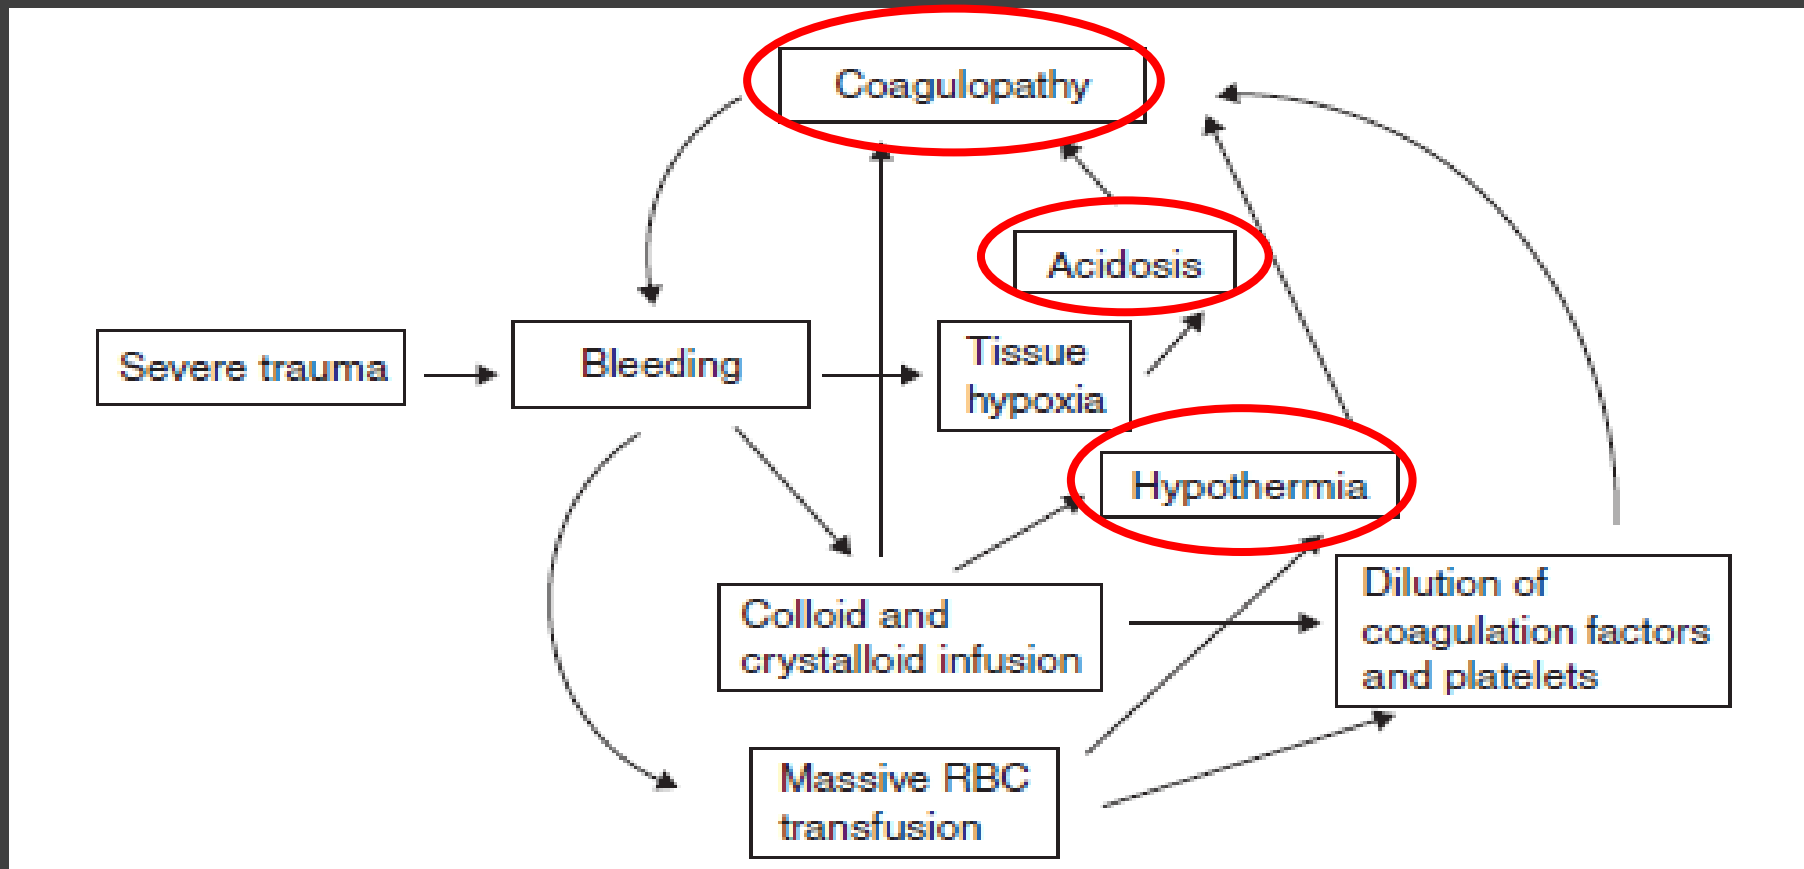 Coagulopathy
Acidosis
Severe trauma
Bleeding
Tissue
hypoxia
Hypothermia
Colloid and
crystalloid infusion
Dilution of
coagulation factors
and platelets
Massive RBC
transfusion